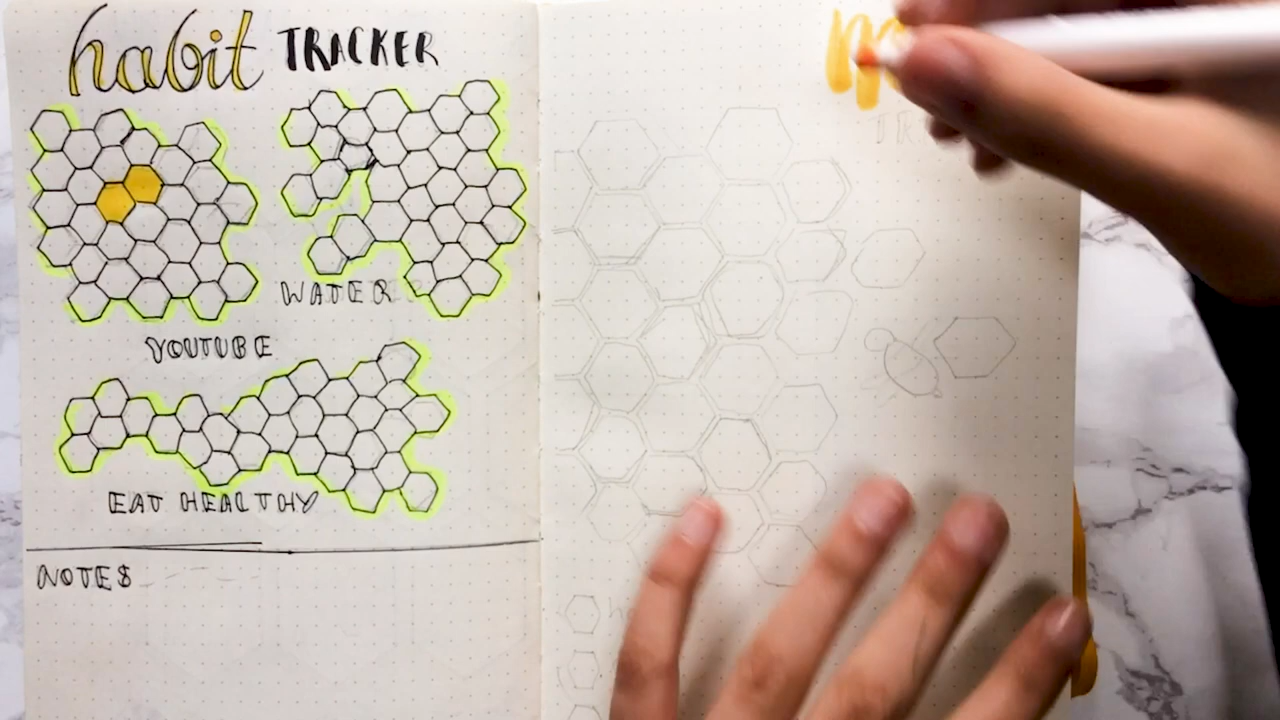 habit TRACKER
WATER
YOUTUBE
EAT HEALTHY
NOTES